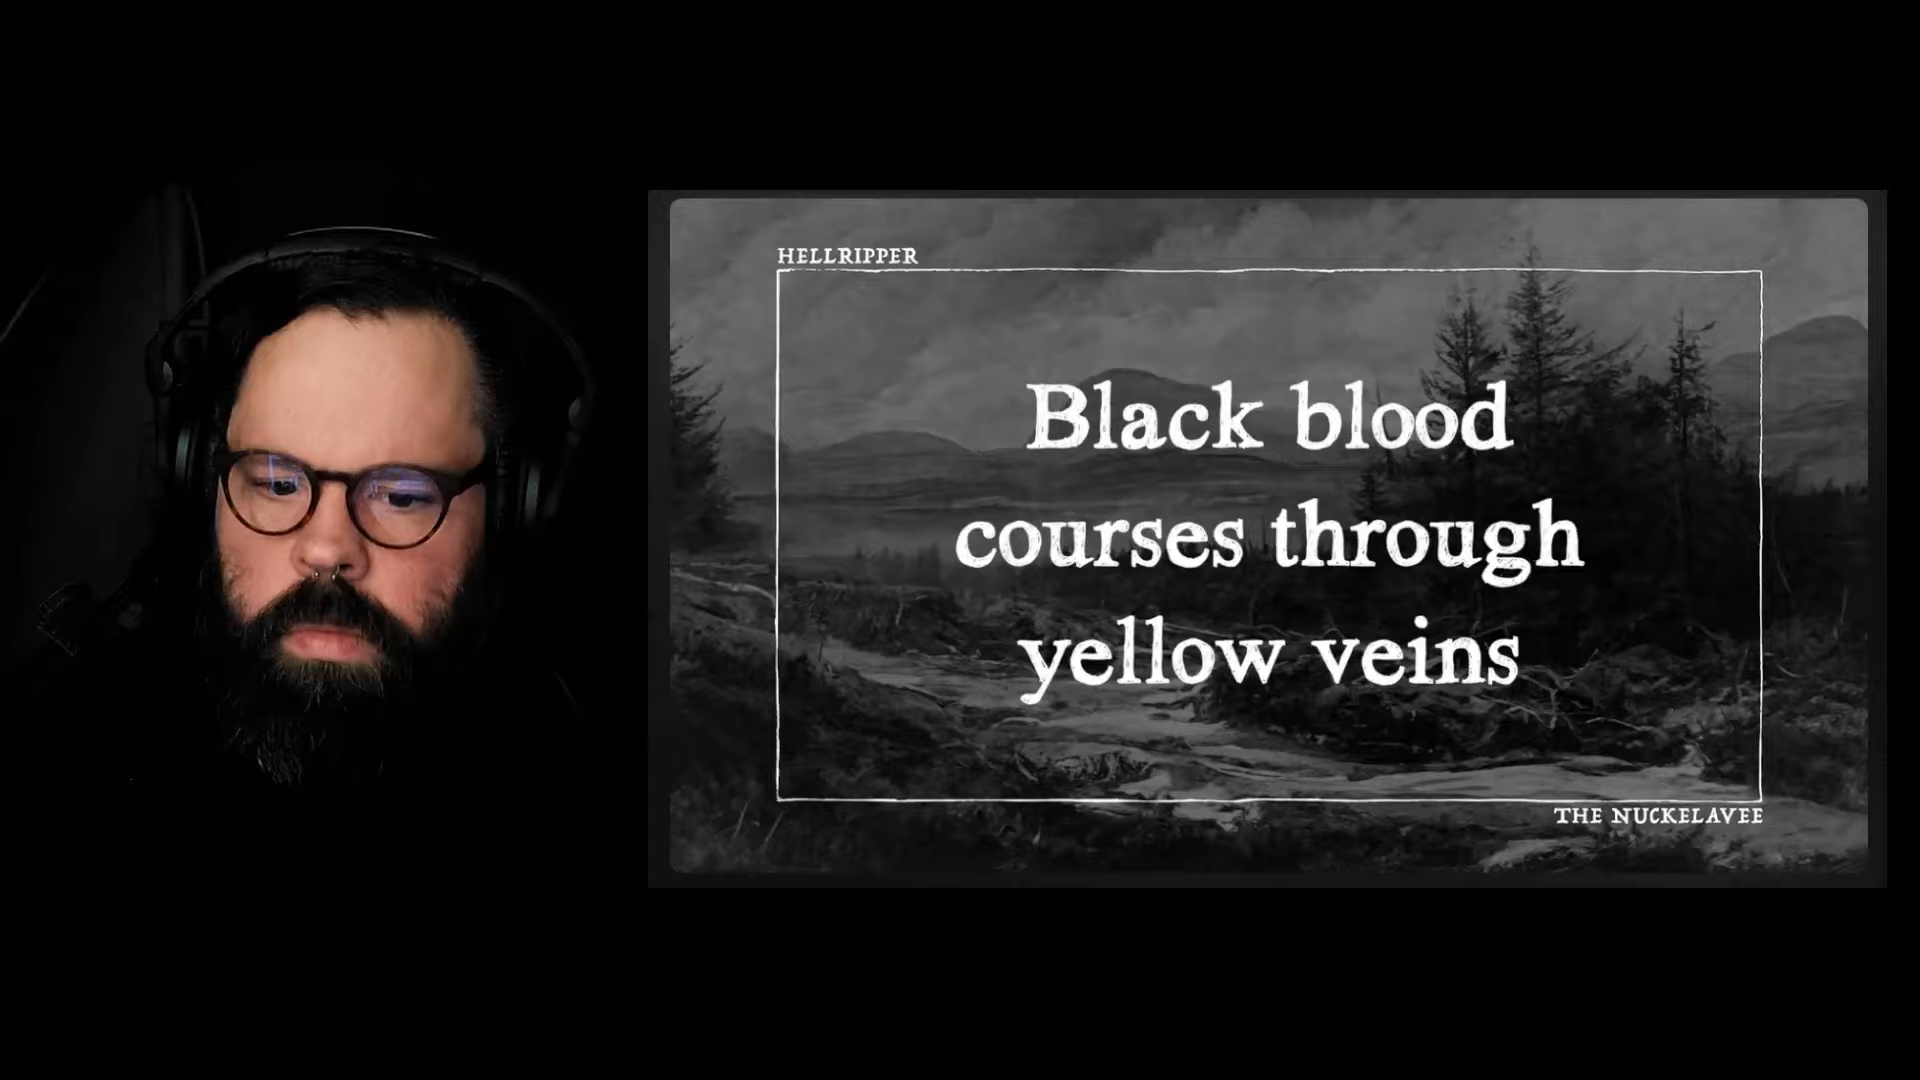 HELLRIPPER
Black blood
courses through
yellow veins
THE NUCKELAVEE